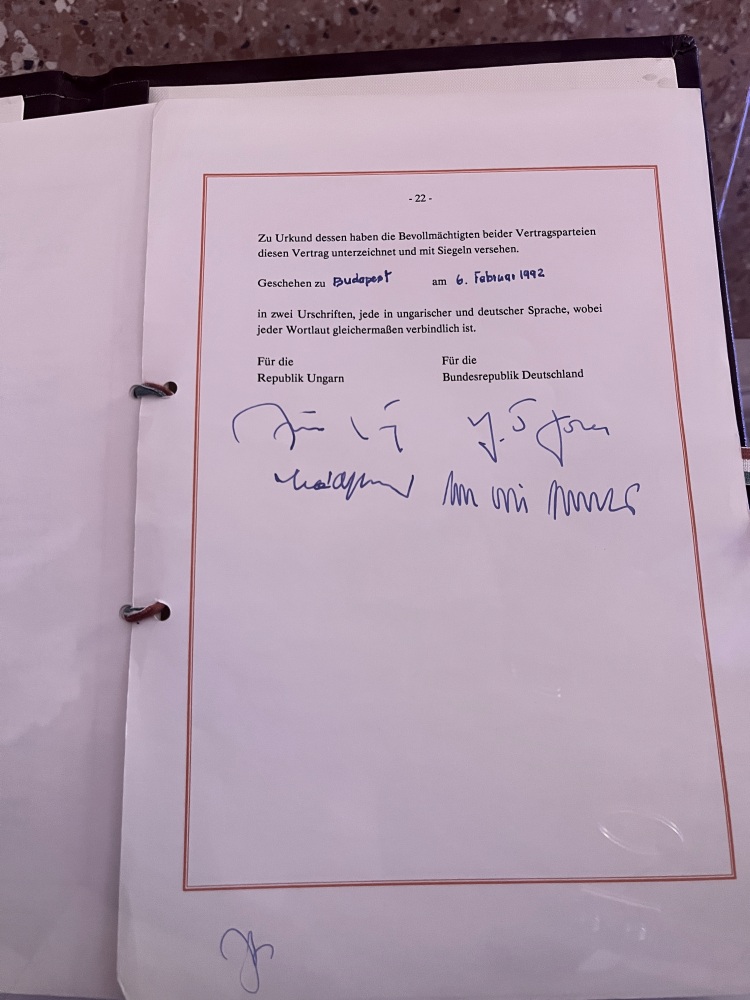 - 22 -
Zu Urkund dessen haben die Bevollmächtigten beider Vertragsparteien
diesen Vertrag unterzeichnet und mit Siegeln versehen.
Geschehen zu Budapest am 6. Februar 1992
in zwei Urschriften, jede in ungarischer und deutscher Sprache, wobei
jeder Wortlaut gleichermaßen verbindlich ist.
Für die Für die
Republik Ungarn Bundesrepublik Deutschland